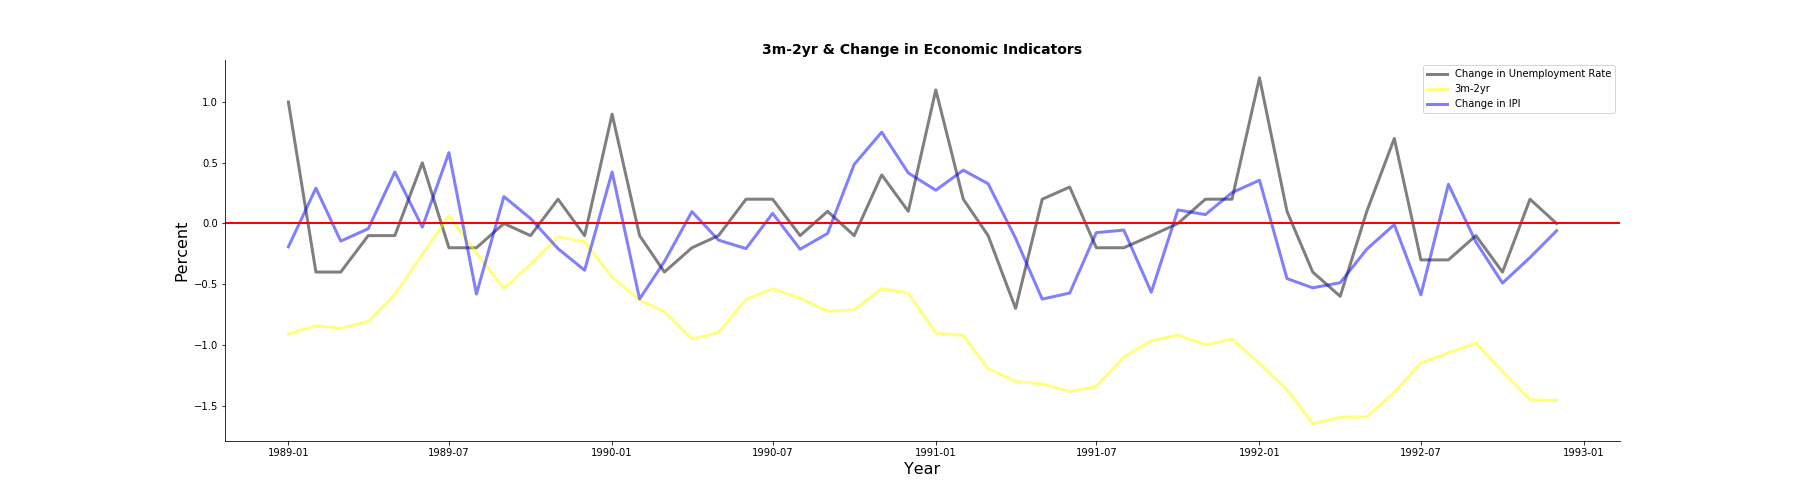 3m-2yr & Change in Economic Indicators
Change in Unemployment Rate
3m-2yr
Change in IPI
Percent
1.0
0.5
0.0
−0.5
−1.0
−1.5
1989-01 1989-07 1990-01 1990-07 1991-01 1991-07 1992-01 1992-07 1993-01
Year